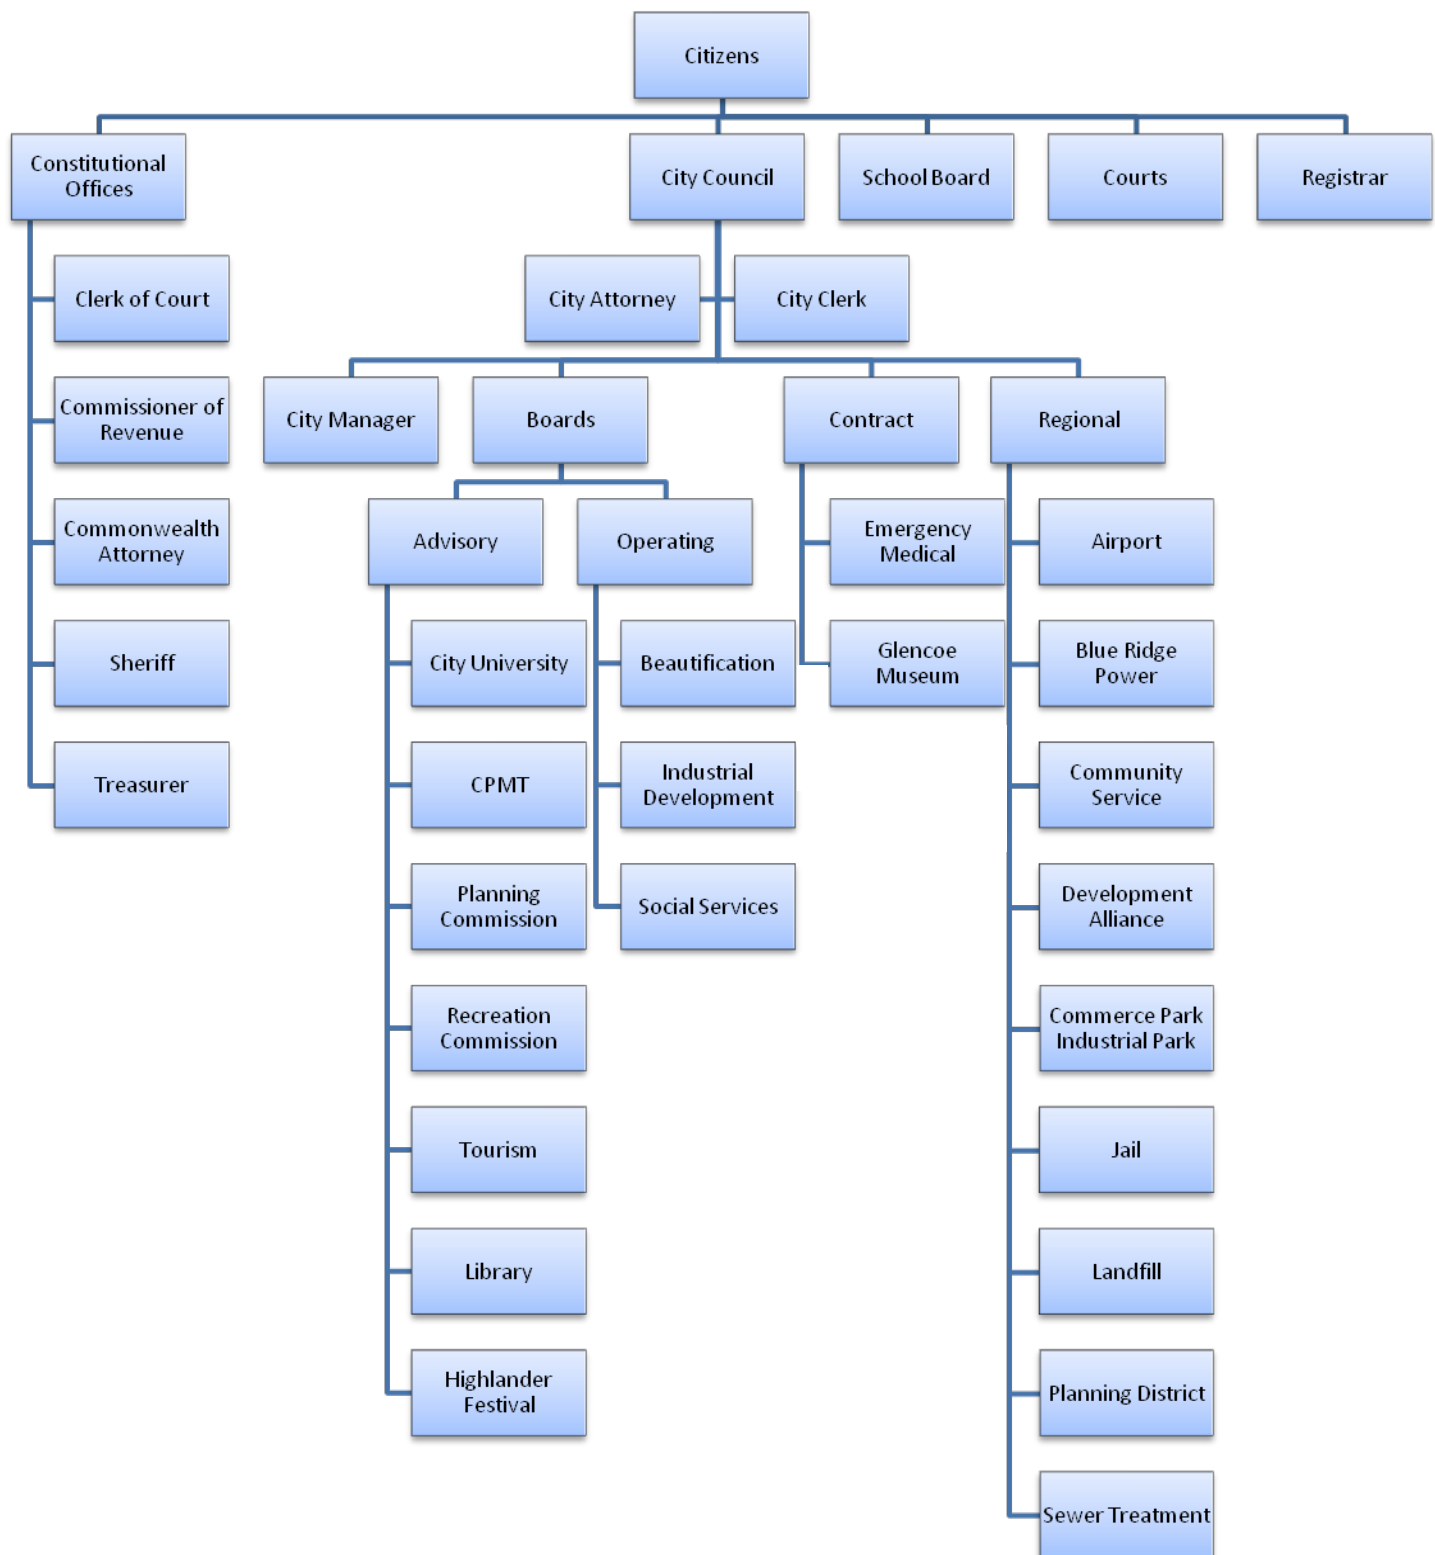 Citizens
Constitutional
Offices
City Council
School Board
Courts
Registrar
Clerk of Court
City Attorney
City Clerk
Commissioner of
Revenue
City Manager
Boards
Contract
Regional
Commonwealth
Attorney
Advisory
Operating
Emergency
Medical
Airport
Sheriff
City University
Beautification
Glencoe
Museum
Blue Ridge
Power
Treasurer
CPMT
Industrial
Development
Community
Service
Planning
Commission
Social Services
Development
Alliance
Recreation
Commission
Commerce Park
Industrial Park
Tourism
Jail
Library
Landfill
Highlander
Festival
Planning District
Sewer Treatment